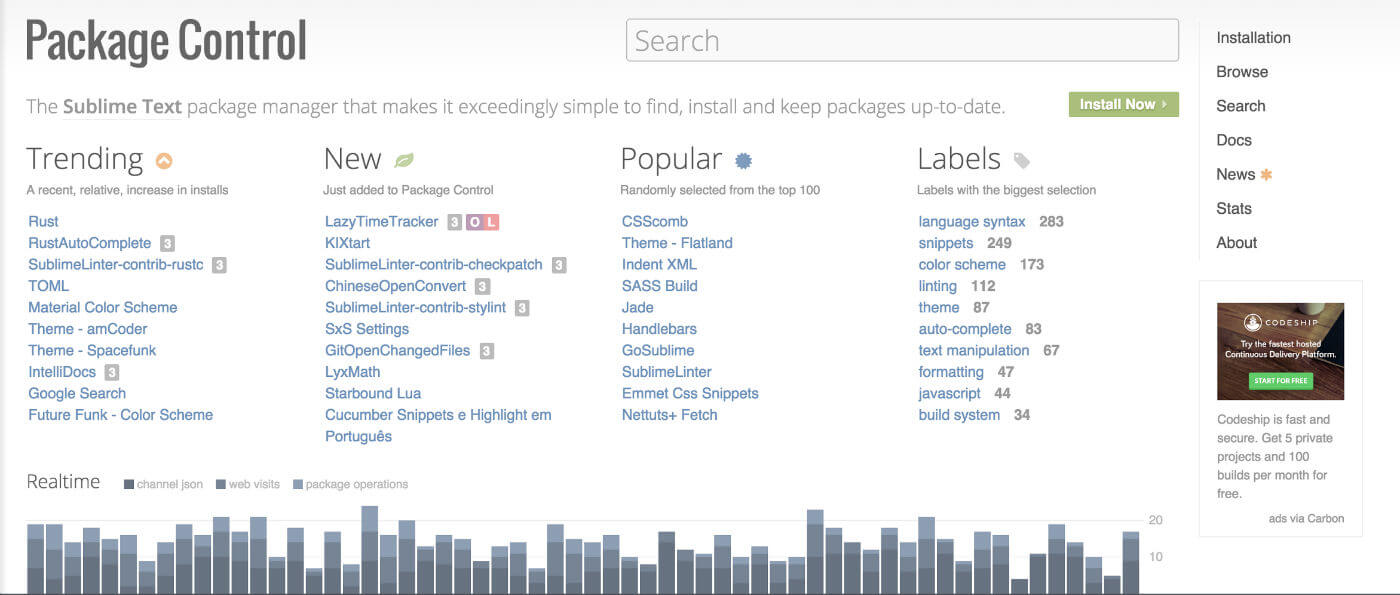 Package Control
Search
The Sublime Text package manager that makes it exceedingly simple to find, install and keep packages up-to-date.
Install Now ›
Trending
A recent, relative, increase in installs
Rust
RustAutoComplete 3
SublimeLinter-contrib-rustc 3
TOML
Material Color Scheme
Theme - amCoder
Theme - Spacefunk
IntelliDocs 3
Google Search
Future Funk - Color Scheme
New
Just added to Package Control
LazyTimeTracker 3 O L
KIXtart
SublimeLinter-contrib-checkpatch 3
ChineseOpenConvert 3
SublimeLinter-contrib-stylint 3
SxS Settings
GitOpenChangedFiles 3
LyxMath
Starbound Lua
Cucumber Snippets e Highlight em
Português
Popular
Randomly selected from the top 100
CSScomb
Theme - Flatland
Indent XML
SASS Build
Jade
Handlebars
GoSublime
SublimeLinter
Emmet Css Snippets
Nettuts+ Fetch
Labels
Labels with the biggest selection
language syntax 283
snippets 249
color scheme 173
linting 112
theme 87
auto-complete 83
text manipulation 67
formatting 47
javascript 44
build system 34
Realtime channel json web visits package operations
20
10
Installation
Browse
Search
Docs
News
Stats
About
CODESHIP
Try the fastest hosted
Continuous Delivery Platform.
START FOR FREE
Codeship is fast and
secure. Get 5 private
projects and 100
builds per month for
free.
ads via Carbon